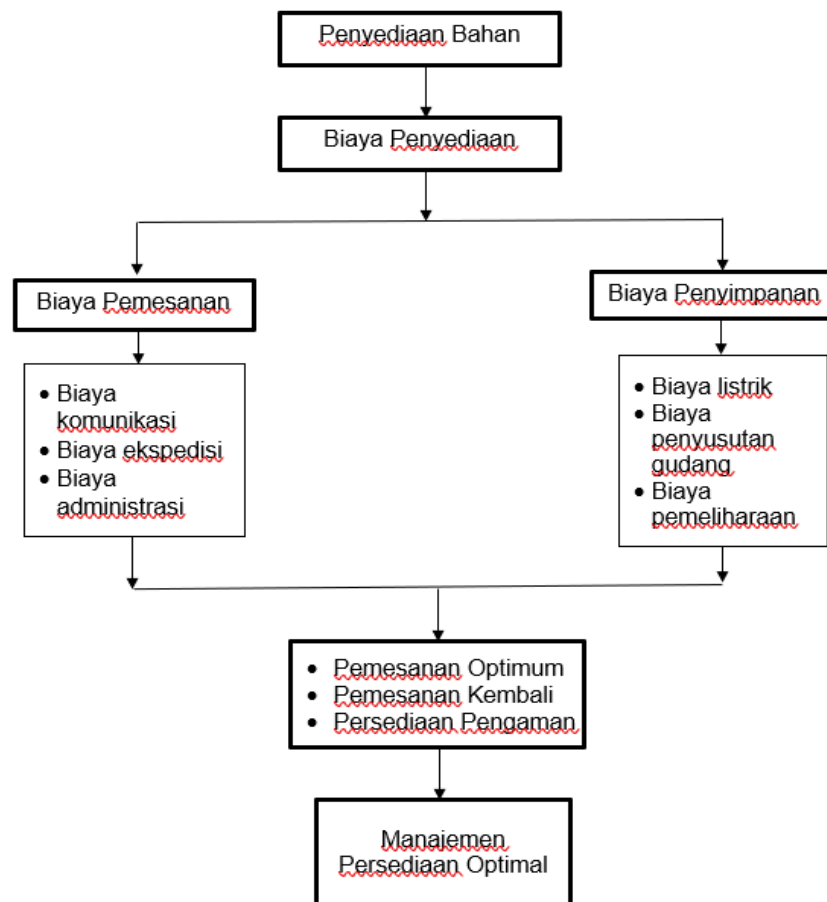 Penyediaan Bahan
Biaya Penyediaan
Biaya Pemesanan
Biaya Penyimpanan
• Biaya
komunikasi
• Biaya ekspedisi
• Biaya
administrasi
• Biaya listrik
• Biaya
penyusutan
gudang
• Biaya
pemeliharaan
• Pemesanan Optimum
• Pemesanan Kembali
• Persediaan Pengaman
Manajemen
Persediaan Optimal